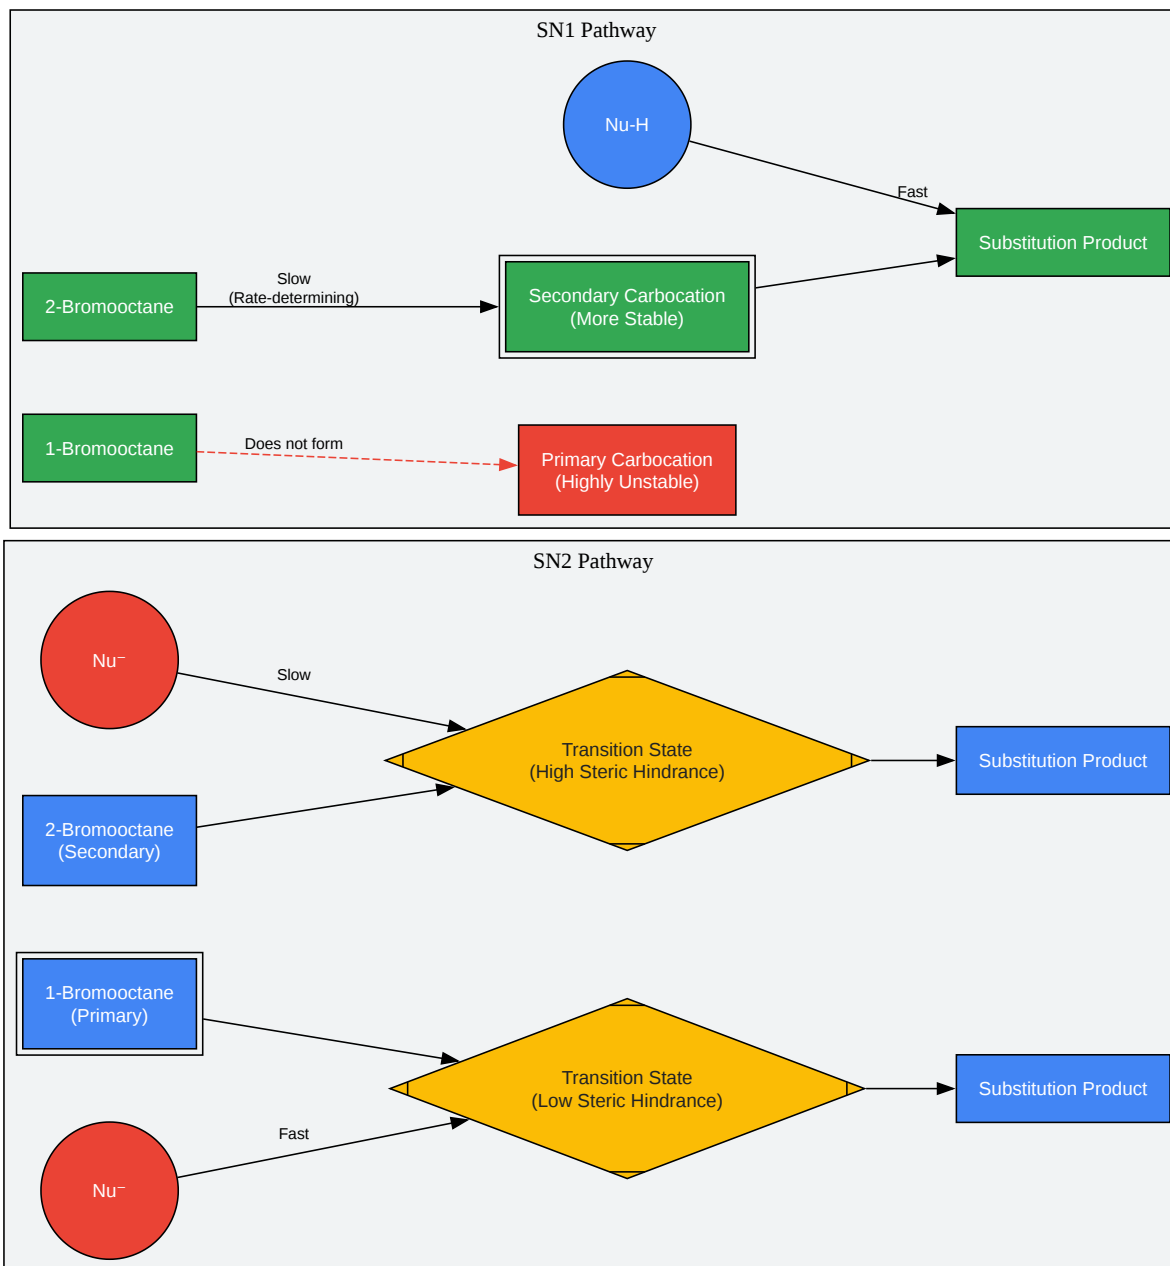 SN1 Pathway
Nu-H
Fast
Substitution Product
Slow
(Rate-determining)
2-Bromooctane
Secondary Carbocation
(More Stable)
1-Bromooctane
Does not form
Primary Carbocation
(Highly Unstable)
SN2 Pathway
Nu⁻
Slow
Transition State
(High Steric Hindrance)
Substitution Product
2-Bromooctane
(Secondary)
1-Bromooctane
(Primary)
Transition State
(Low Steric Hindrance)
Substitution Product
Fast
Nu⁻